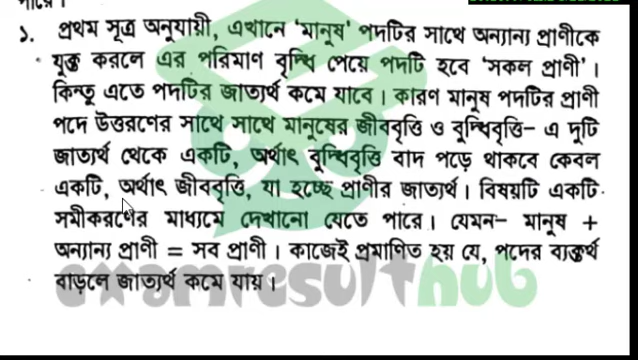 ১. প্রথম সূত্র অনুযায়ী, এখানে ‘মানুষ’ পদটির সাথে অন্যান্য প্রাণীকে
যুক্ত করলে এর পরিমাণ বৃদ্ধি পেয়ে পদটি হবে ‘সকল প্রাণী’।
কিন্তু এতে পদটির জাত্যর্থ কমে যাবে। কারণ মানুষ পদটির প্রাণী
পদে উত্তরণের সাথে সাথে মানুষের জীববৃত্তি ও বুদ্ধিবৃত্তি- এ দুটি
জাত্যর্থ থেকে একটি, অর্থাৎ বুদ্ধিবৃত্তি বাদ পড়ে থাকবে কেবল
একটি, অর্থাৎ জীববৃত্তি, যা হচ্ছে প্রাণীর জাত্যর্থ। বিষয়টি একটি
সমীকরণের মাধ্যমে দেখানো যেতে পারে। যেমন- মানুষ +
অন্যান্য প্রাণী = সব প্রাণী। কাজেই প্রমাণিত হয় যে, পদের ব্যক্ত্যর্থ
বাড়লে জাত্যর্থ কমে যায়।
examresulthub